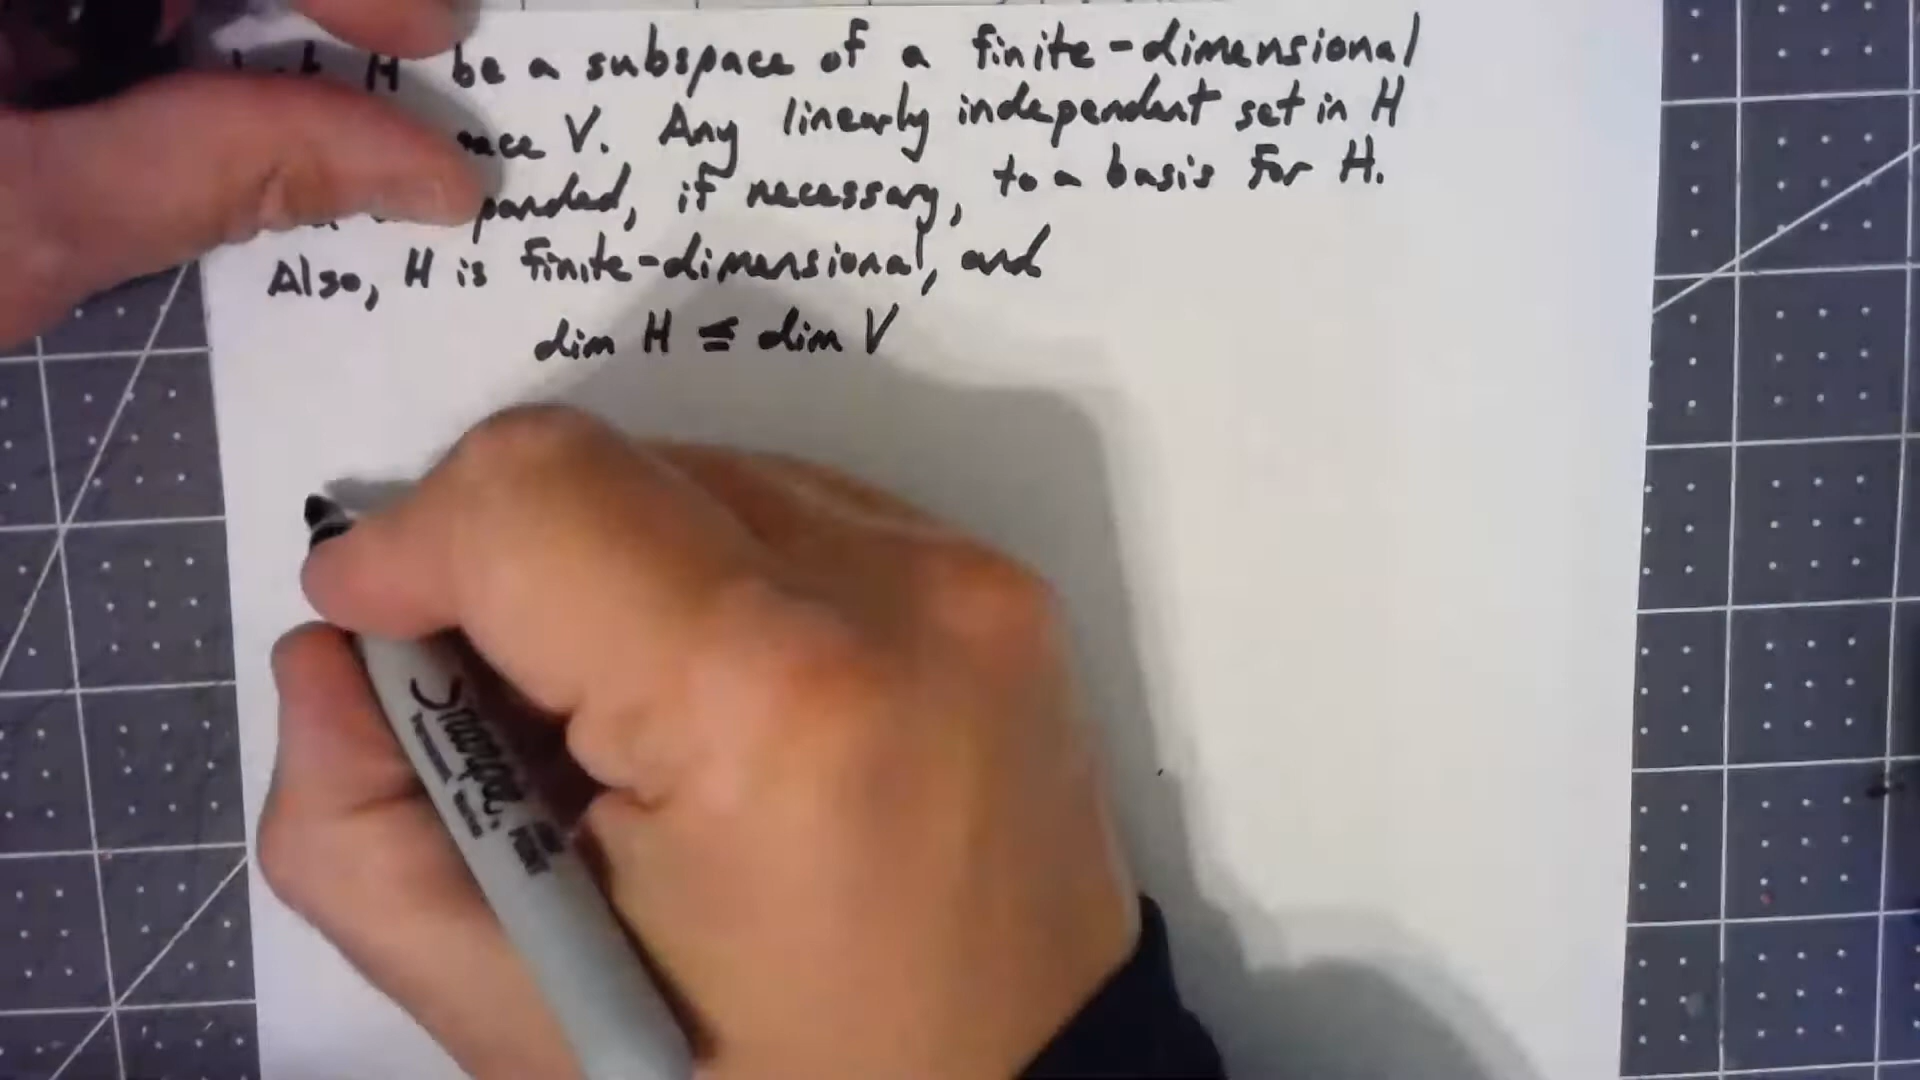 H be a subspace of a finite-dimensional
V. Any linearly independent set in H
if necessary, to a basis for H.
Also, H is finite-dimensional, and
dim H ≤ dim V
Sharpie